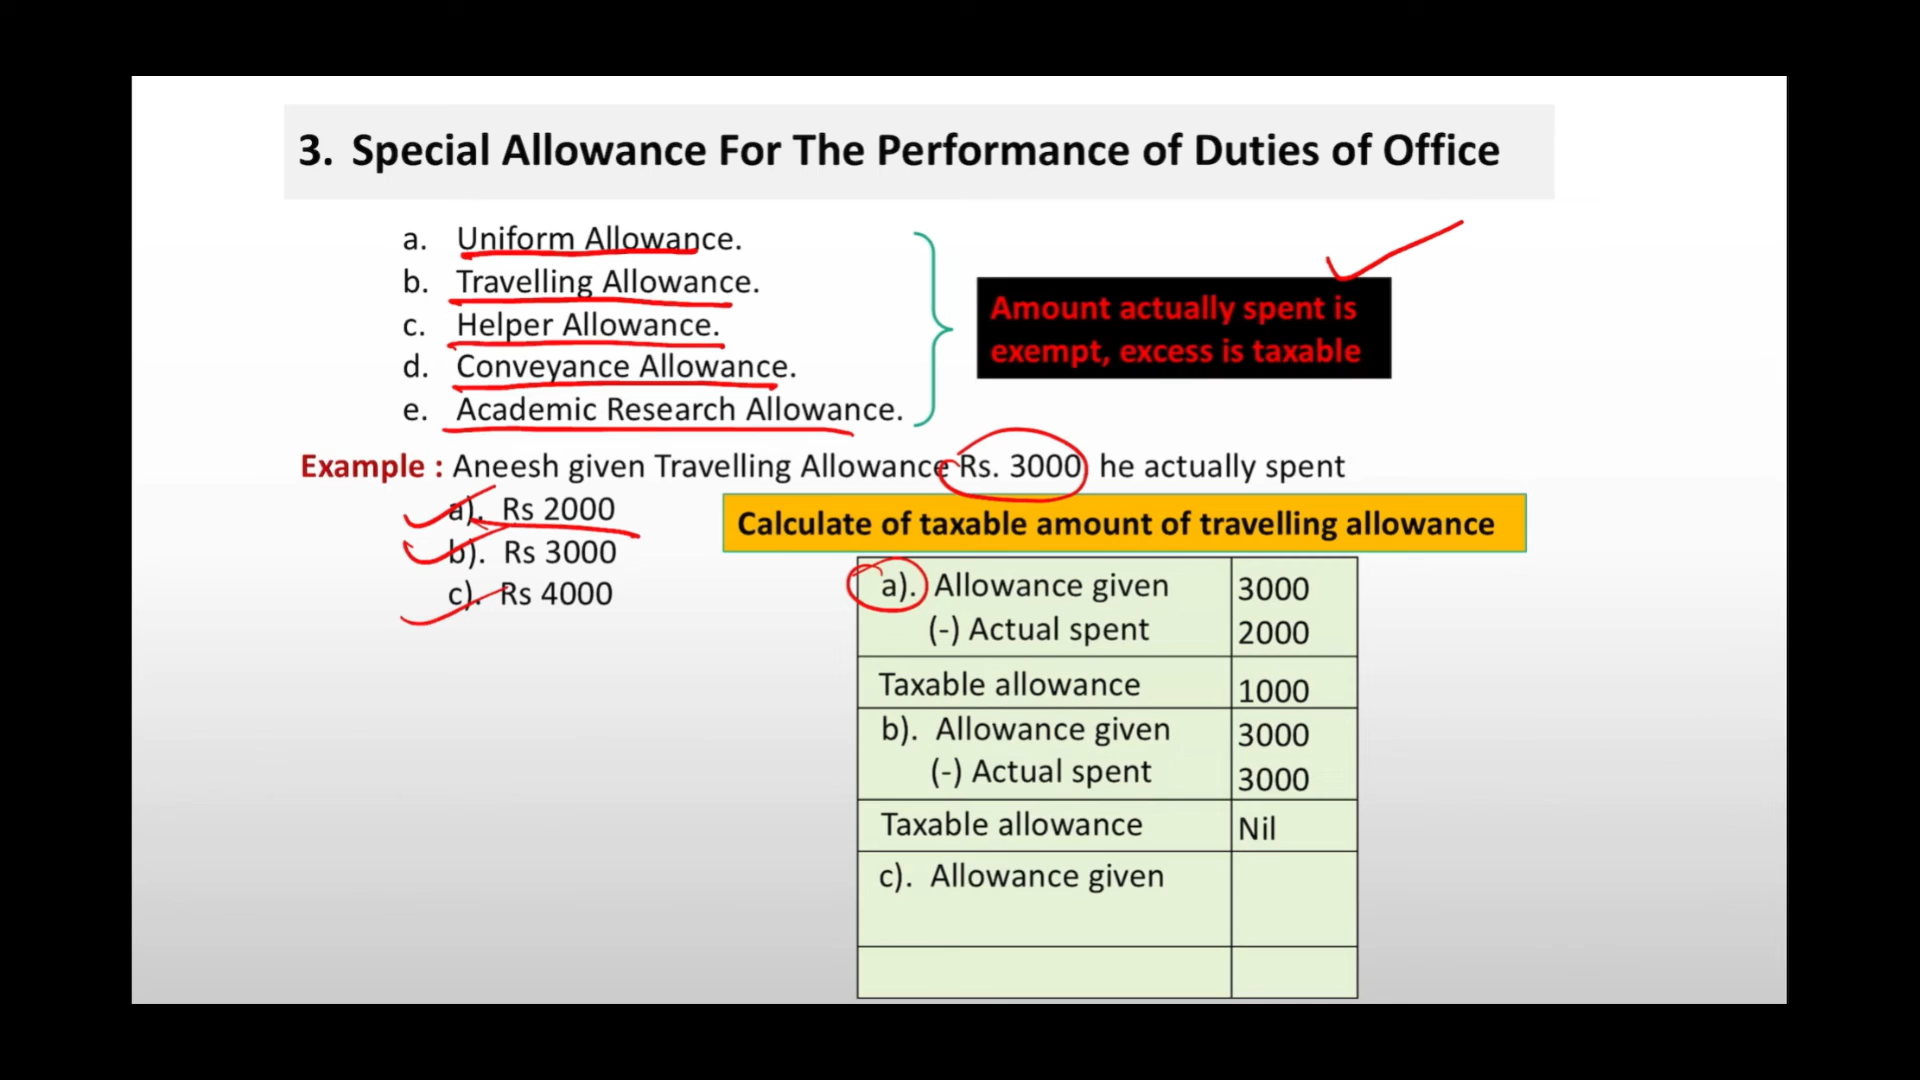 3. Special Allowance For The Performance of Duties of Office
a. Uniform Allowance.
b. Travelling Allowance.
c. Helper Allowance.
d. Conveyance Allowance.
e. Academic Research Allowance.
Amount actually spent is
exempt, excess is taxable
Example : Aneesh given Travelling Allowance Rs. 3000 he actually spent
a). Rs 2000
b). Rs 3000
c). Rs 4000
Calculate of taxable amount of travelling allowance
a). Allowance given 3000
(-) Actual spent 2000
Taxable allowance 1000
b). Allowance given 3000
(-) Actual spent 3000
Taxable allowance Nil
c). Allowance given